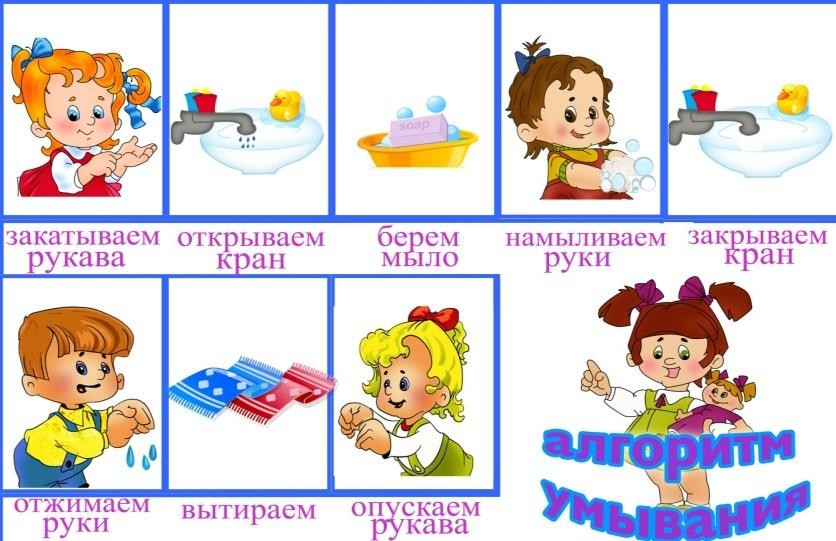 soap
закатываем
рукава
открываем
кран
берем
мыло
намыливаем
руки
закрываем
кран
отжимаем
руки
вытираем
опускаем
рукава
алгоритм
умывания